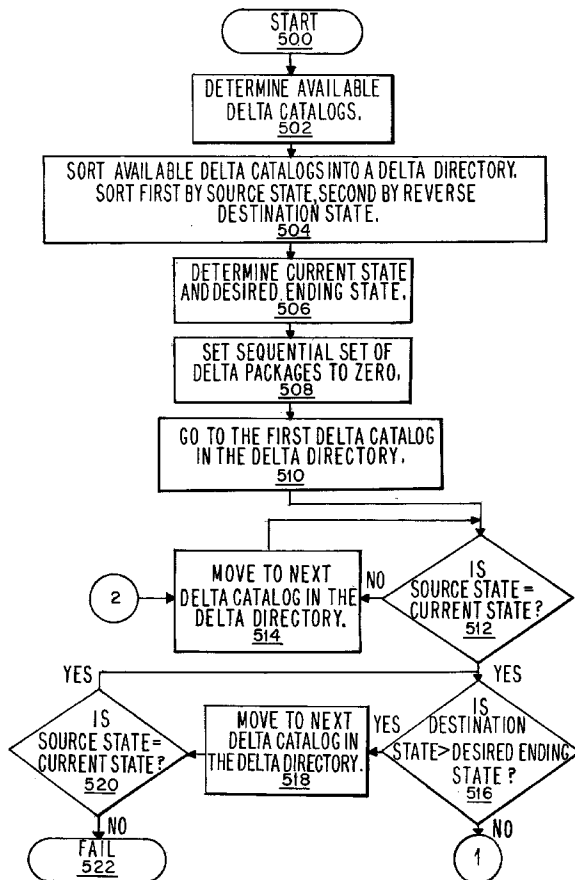 START
500
DETERMINE AVAILABLE
DELTA CATALOGS.
502
SORT AVAILABLE DELTA CATALOGS INTO A DELTA DIRECTORY.
SORT FIRST BY SOURCE STATE, SECOND BY REVERSE
DESTINATION STATE.
504
DETERMINE CURRENT STATE
AND DESIRED ENDING STATE.
506
SET SEQUENTIAL SET OF
DELTA PACKAGES TO ZERO.
508
GO TO THE FIRST DELTA CATALOG
IN THE DELTA DIRECTORY.
510
2
MOVE TO NEXT
DELTA CATALOG IN THE
DELTA DIRECTORY.
514
NO
IS
SOURCE STATE =
CURRENT STATE?
512
YES
YES
IS
SOURCE STATE =
CURRENT STATE?
520
MOVE TO NEXT
DELTA CATALOG IN
THE DELTA DIRECTORY.
518
YES
IS
DESTINATION
STATE > DESIRED ENDING
STATE ?
516
NO
FAIL
522
NO
1